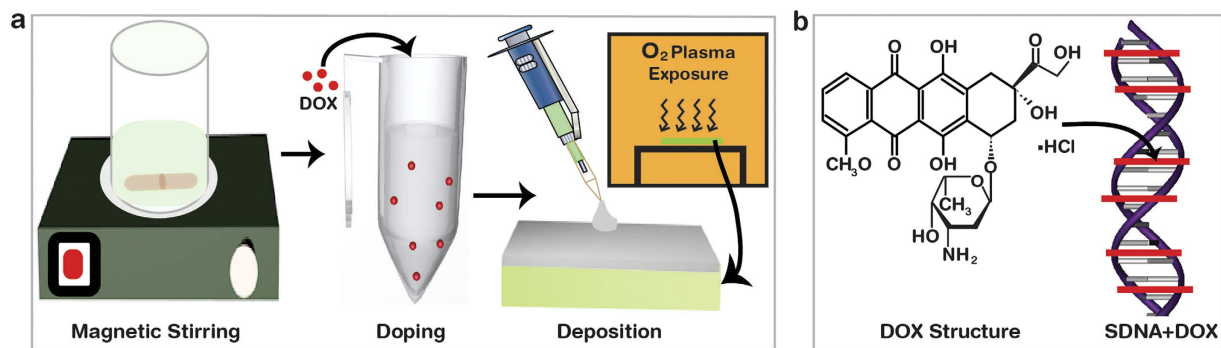 a
DOX
O2 Plasma
Exposure
Magnetic Stirring
Doping
Deposition
b
O
OH
O
OH
OH
CH3O
O
OH
·HCl
O
O
CH3
HO
NH2
DOX Structure
SDNA+DOX